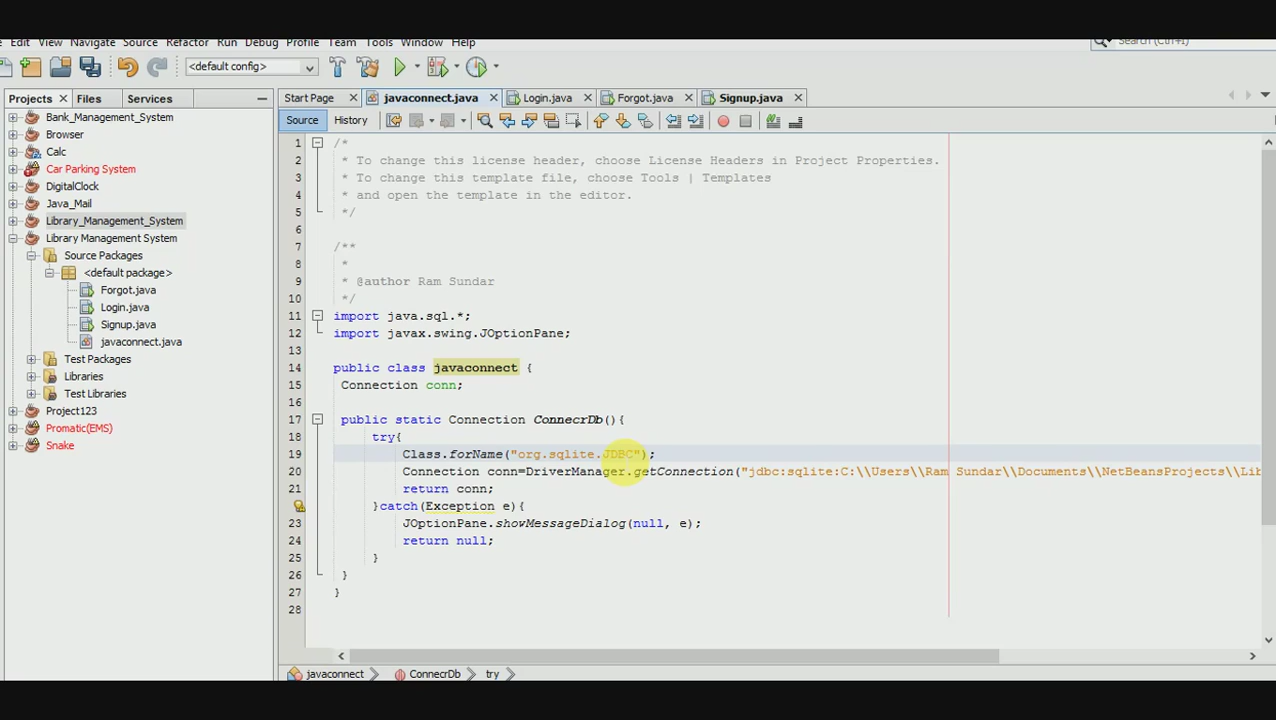 Edit View Navigate Source Refactor Run Debug Profile Team Tools Window Help
Search (Ctrl+I)
<default config>
Projects Files Services
Start Page javaconnect.java Login.java Forgot.java Signup.java
Source History
Bank_Management_System
Browser
Calc
Car Parking System
DigitalClock
Java_Mail
Library_Management_System
Library Management System
Source Packages
<default package>
Forgot.java
Login.java
Signup.java
javaconnect.java
Test Packages
Libraries
Test Libraries
Project123
Promatic(EMS)
Snake
1 /*
2 * To change this license header, choose License Headers in Project Properties.
3 * To change this template file, choose Tools | Templates
4 * and open the template in the editor.
5 */
6
7 /**
8 *
9 * @author Ram Sundar
10 */
11 import java.sql.*;
12 import javax.swing.JOptionPane;
13
14 public class javaconnect {
15 Connection conn;
16
17 public static Connection ConnecrDb(){
18 try{
19 Class.forName("org.sqlite.JDBC");
20 Connection conn=DriverManager.getConnection("jdbc:sqlite:C:\\Users\\Ram Sundar\\Documents\\NetBeansProjects\\Lib
21 return conn;
}catch(Exception e){
23 JOptionPane.showMessageDialog(null, e);
24 return null;
25 }
26 }
27 }
28
javaconnect ConnecrDb try